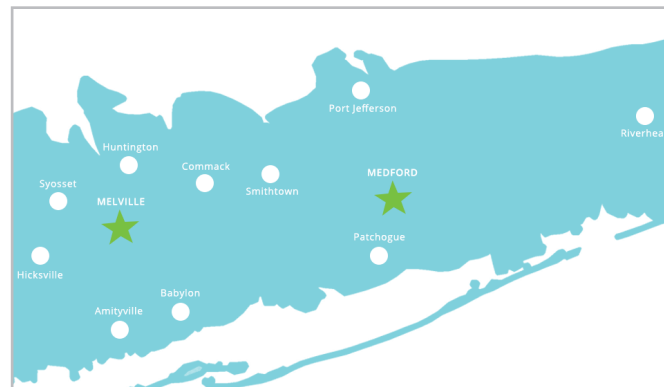 Port Jefferson
Riverhea
Huntington
Commack
Smithtown
MEDFORD
Syosset
MELVILLE
Patchogue
Hicksville
Babylon
Amityville